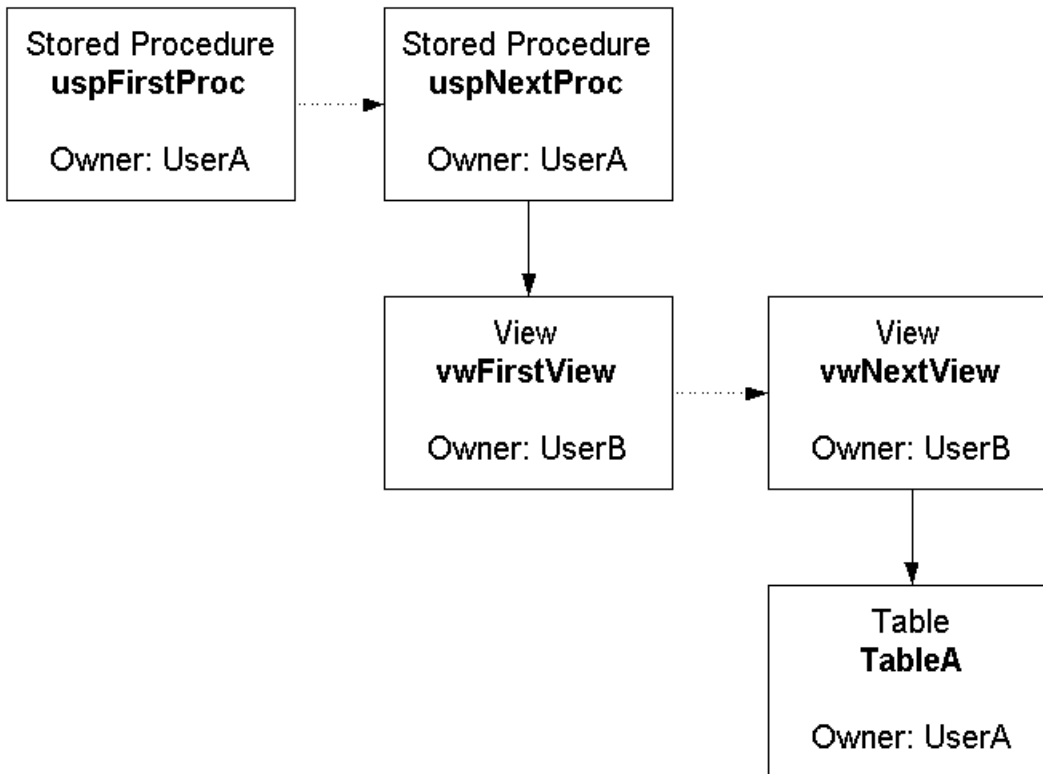 Stored Procedure
uspFirstProc
Owner: UserA
Stored Procedure
uspNextProc
Owner: UserA
View
vwFirstView
Owner: UserB
View
vwNextView
Owner: UserB
Table
TableA
Owner: UserA